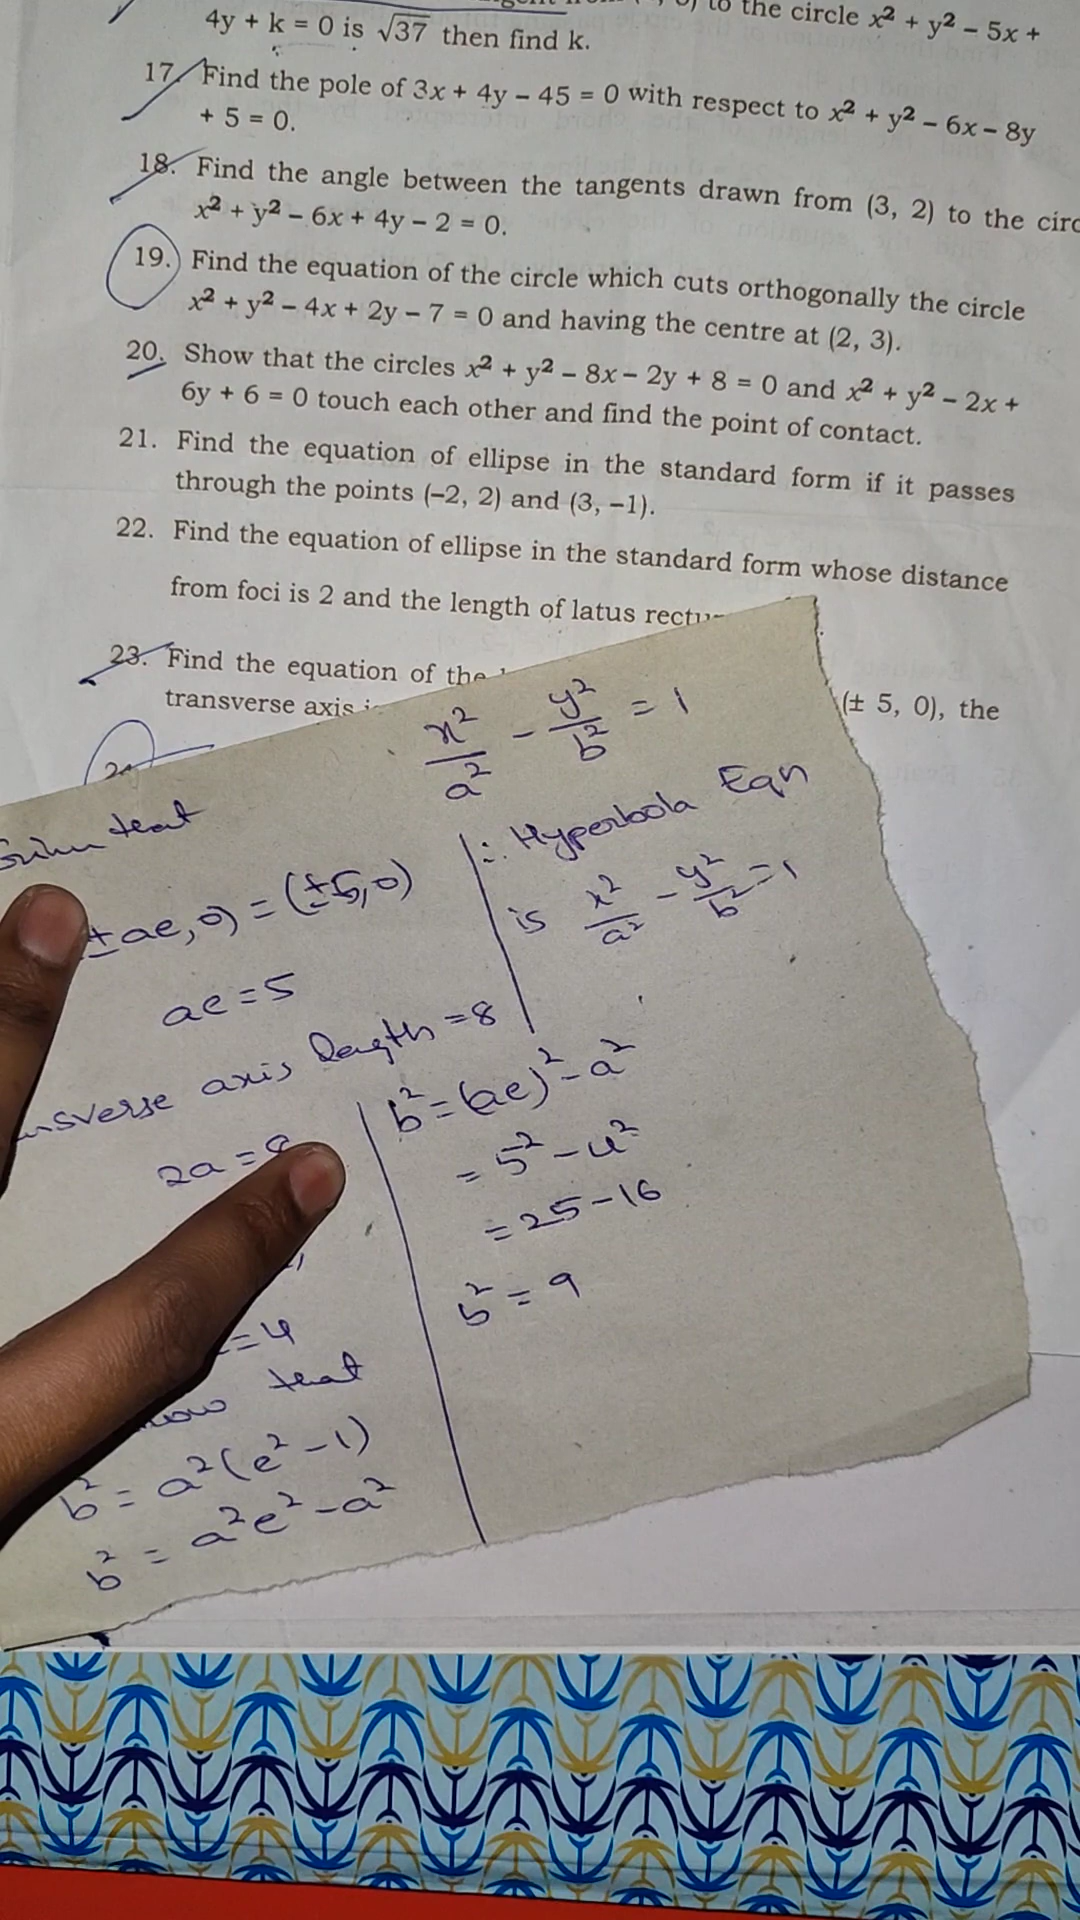 to the circle x² + y² – 5x +
4y + k = 0 is √37 then find k.
17. Find the pole of 3x + 4y – 45 = 0 with respect to x² + y² – 6x – 8y
+ 5 = 0.
18. Find the angle between the tangents drawn from (3, 2) to the
x² + y² – 6x + 4y – 2 = 0.
19. Find the equation of the circle which cuts orthogonally the circle
x² + y² – 4x + 2y – 7 = 0 and having the centre at (2, 3).
20. Show that the circles x² + y² – 8x – 2y + 8 = 0 and x² + y² – 2x +
6y + 6 = 0 touch each other and find the point of contact.
21. Find the equation of ellipse in the standard form if it passes
through the points (–2, 2) and (3, –1).
22. Find the equation of ellipse in the standard form whose distance
from foci is 2 and the length of latus
23. Find the equation of the
transverse axis (± 5, 0), the
x²/a² - y²/b² = 1
that
±ae, 0) = (±5, 0)
ae = 5
axis length = 8
2a =
= 4
that
b² = a²(e² - 1)
b² = a²e² - a²
∴ Hyperbola Eqn
is x²/a² - y²/b² = 1
b² = (ae)² - a²
= 5² - 4²
= 25 - 16
b² = 9